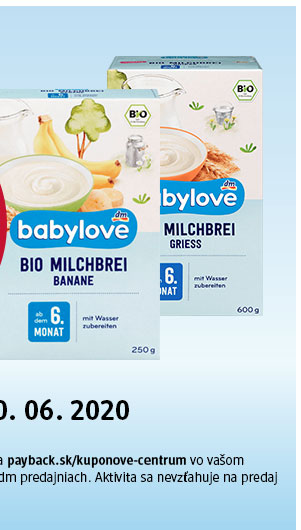 BIO
BIO
dm
babylove
BIO MILCHBREI
BANANE
ab dem 6. MONAT
mit Wasser zubereiten
250 g
dm
babylove
MILCHBREI
GRIESS
6.
mit Wasser zubereiten
600 g
06. 2020
payback.sk/kuponove-centrum vo vašom
dm predajniach. Aktivita sa nevzťahuje na predaj